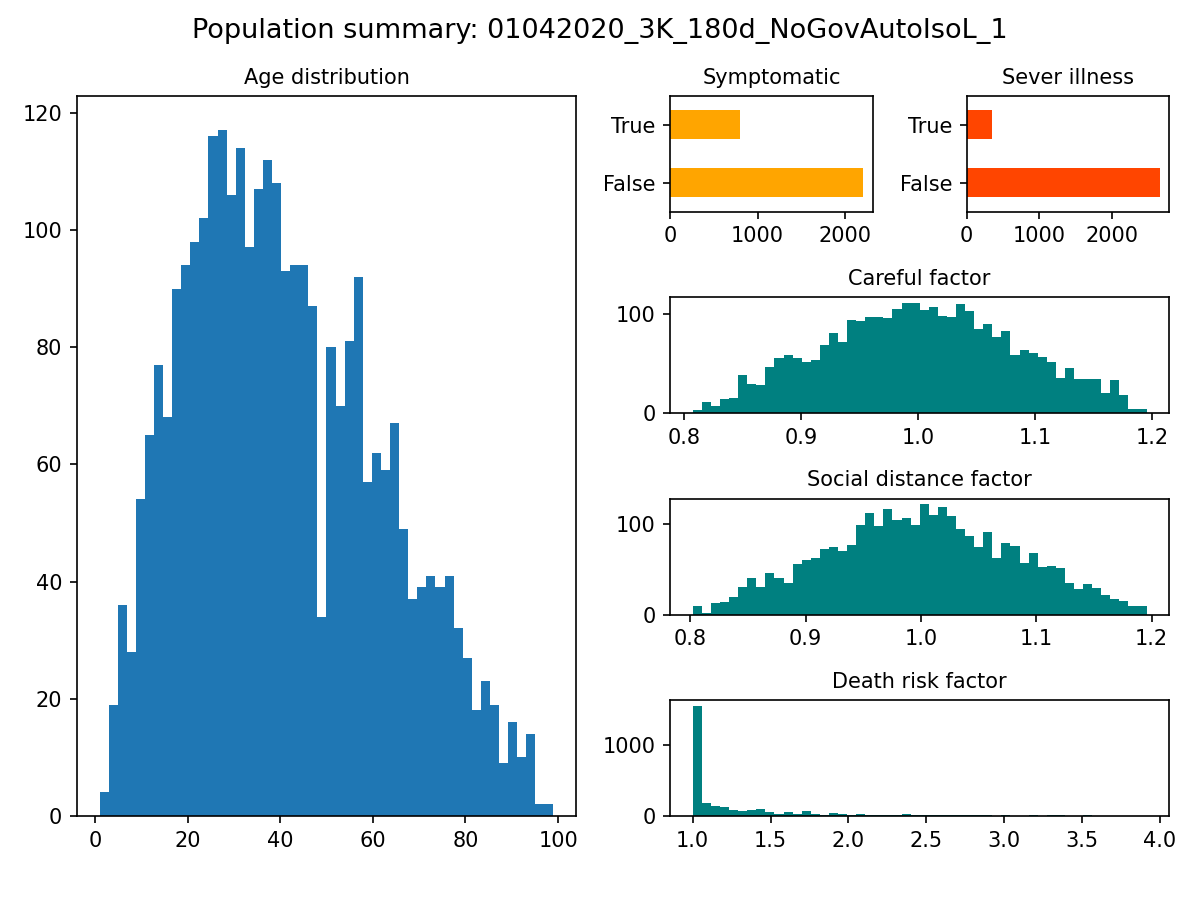 Population summary: 01042020_3K_180d_NoGovAutoIsoL_1
Age distribution
120
100
80
60
40
20
0
0 20 40 60 80 100
Symptomatic
True
False
0 1000 2000
Sever illness
True
False
0 1000 2000
Careful factor
100
0
0.8 0.9 1.0 1.1 1.2
Social distance factor
100
0
0.8 0.9 1.0 1.1 1.2
Death risk factor
1000
0
1.0 1.5 2.0 2.5 3.0 3.5 4.0